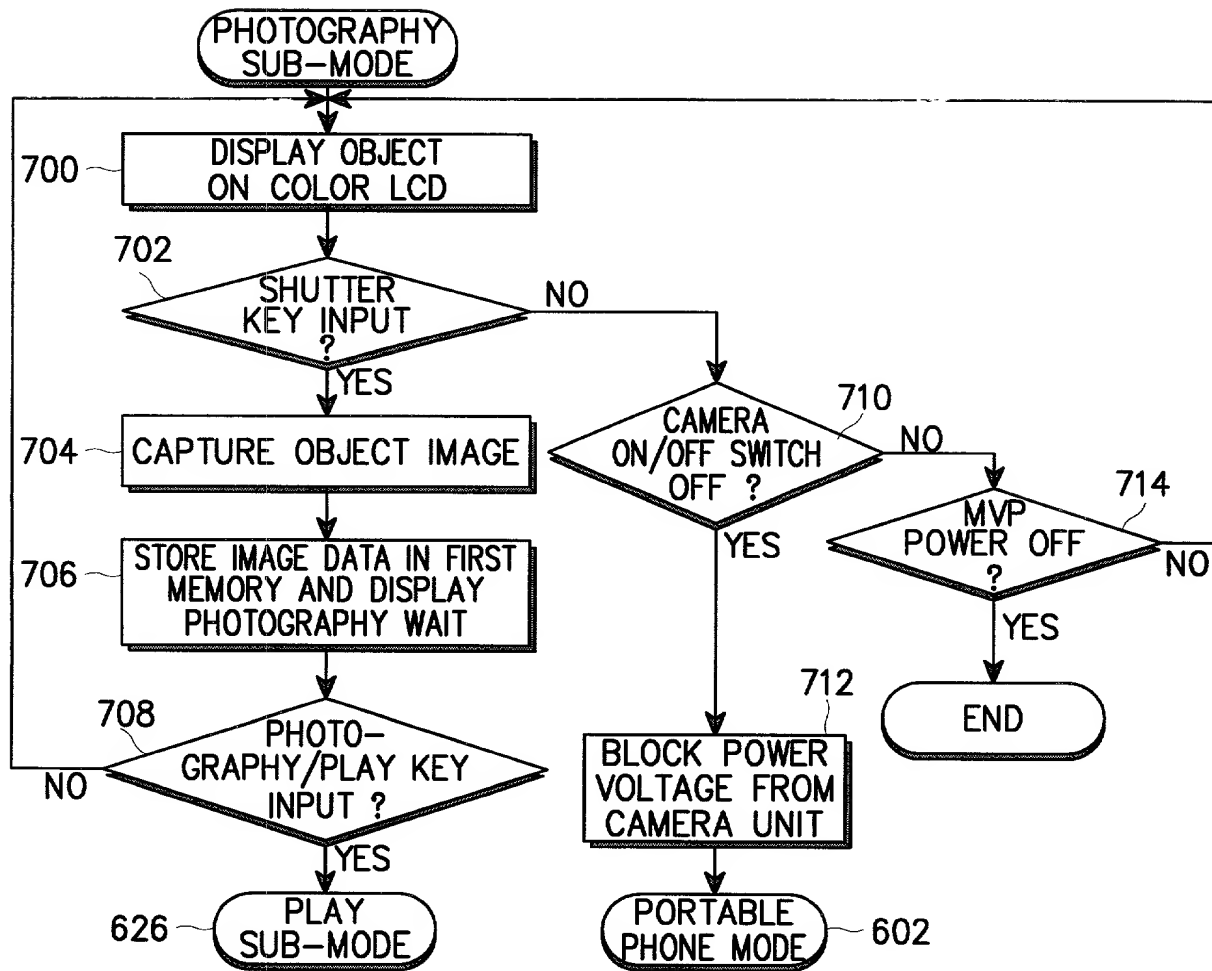 PHOTOGRAPHY
SUB-MODE
700
DISPLAY OBJECT
ON COLOR LCD
702
SHUTTER
KEY INPUT
?
NO
YES
704
CAPTURE OBJECT IMAGE
710
CAMERA
ON/OFF SWITCH
OFF ?
NO
YES
714
MVP
POWER OFF
?
NO
YES
END
706
STORE IMAGE DATA IN FIRST
MEMORY AND DISPLAY
PHOTOGRAPHY WAIT
708
PHOTO-
GRAPHY/PLAY KEY
INPUT ?
NO
YES
712
BLOCK POWER
VOLTAGE FROM
CAMERA UNIT
626
PLAY
SUB-MODE
PORTABLE
PHONE MODE
602